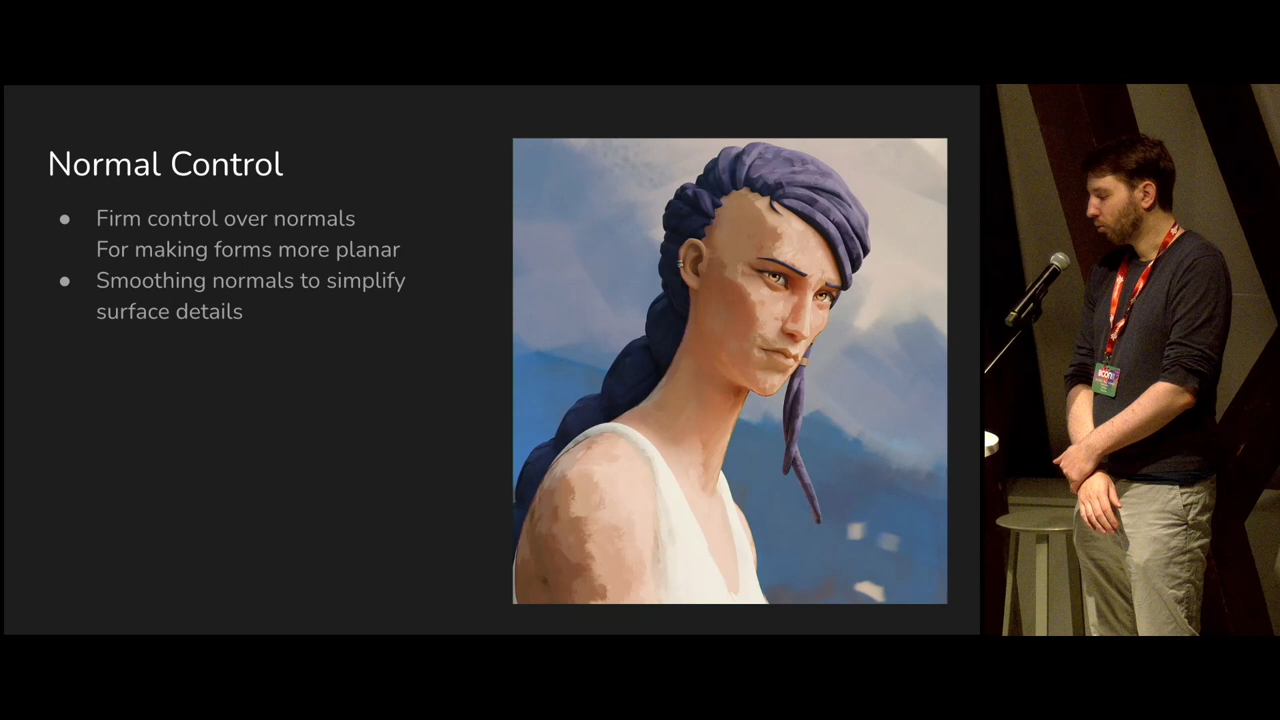 Normal Control
● Firm control over normals
For making forms more planar
● Smoothing normals to simplify
surface details